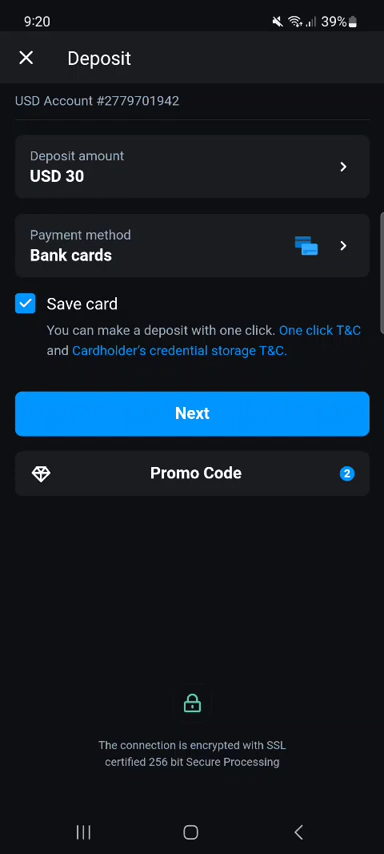 9:20
39%
Deposit
USD Account #2779701942
Deposit amount
USD 30
Payment method
Bank cards
Save card
You can make a deposit with one click. One click T&C
and Cardholder's credential storage T&C.
Next
Promo Code
2
The connection is encrypted with SSL
certified 256 bit Secure Processing